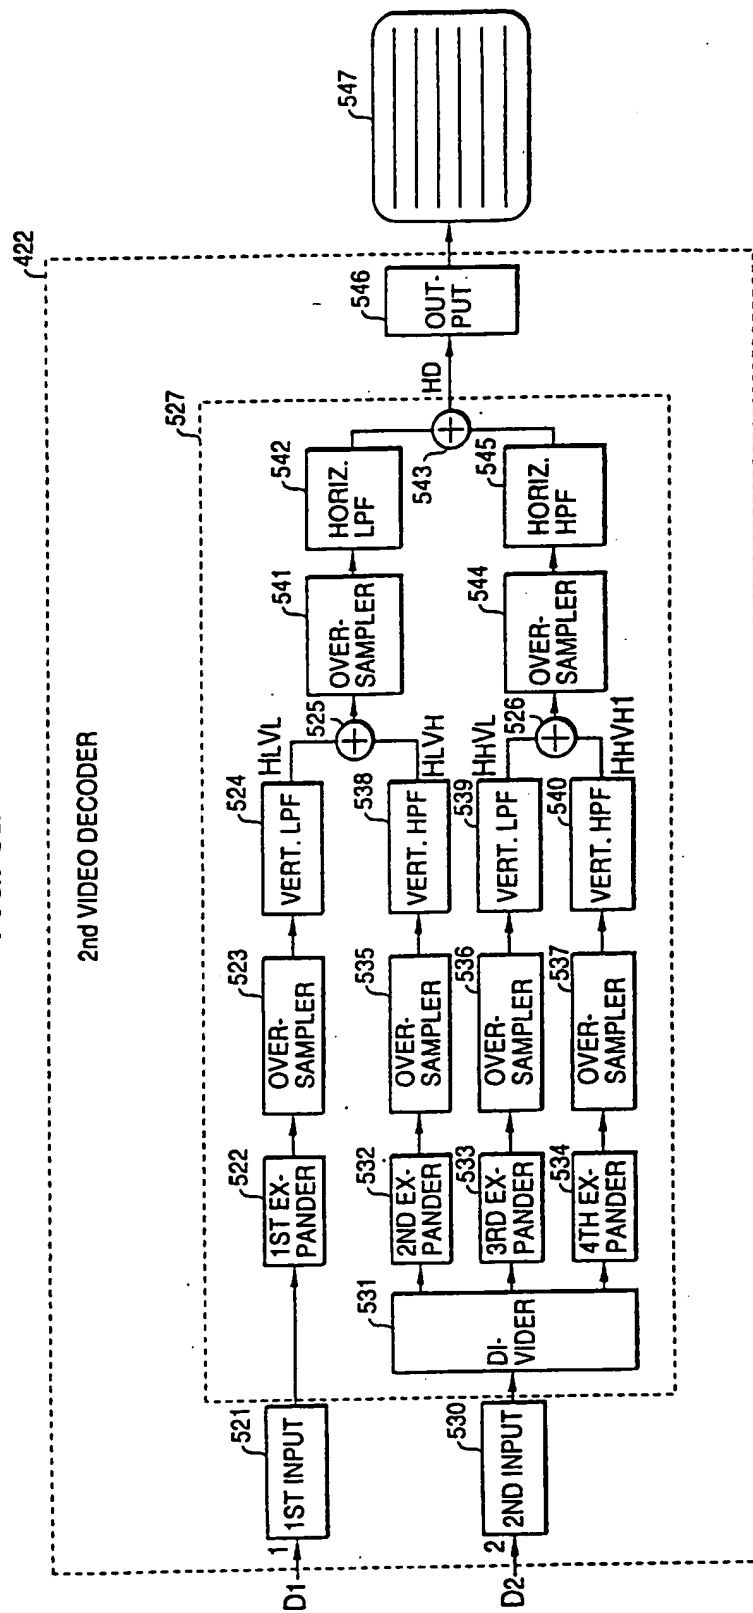 422
2nd VIDEO DECODER
527
D1
1
521
1ST INPUT
522
1ST EX-
PANDER
523
OVER-
SAMPLER
524
VERT. LPF
HLVL
525
541
OVER-
SAMPLER
542
HORIZ.
LPF
D2
2
530
2ND INPUT
531
DI-
VIDER
532
2ND EX-
PANDER
535
OVER-
SAMPLER
538
VERT. HPF
HLVH
533
3RD EX-
PANDER
536
OVER-
SAMPLER
539
VERT. LPF
HHVL
534
4TH EX-
PANDER
537
OVER-
SAMPLER
540
VERT. HPF
HHVH1
526
544
OVER-
SAMPLER
545
HORIZ.
HPF
543
HD
546
OUT-
PUT
547